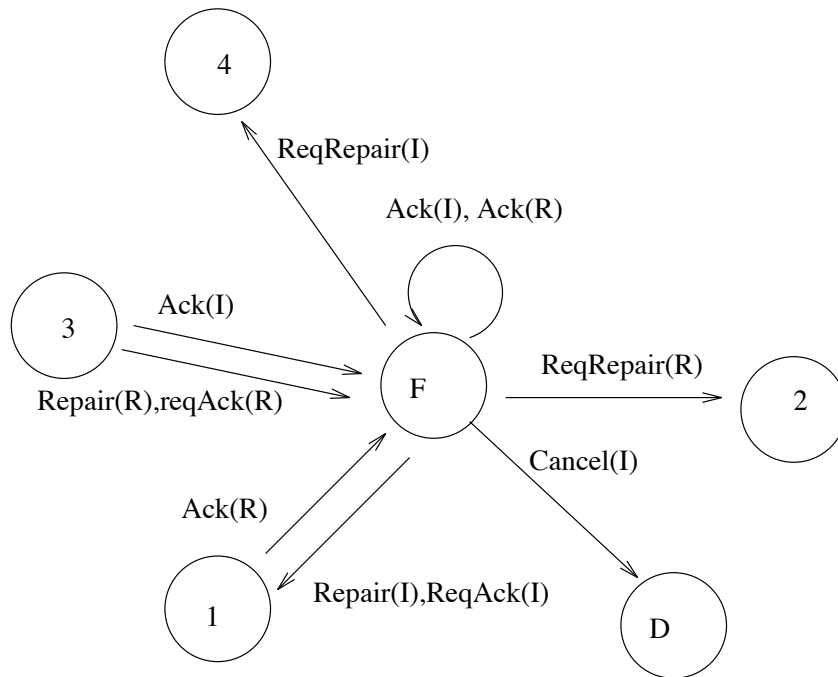 4
ReqRepair(I)
Ack(I), Ack(R)
3
Ack(I)
Repair(R),reqAck(R)
F
ReqRepair(R)
2
Cancel(I)
Ack(R)
1
Repair(I),ReqAck(I)
D